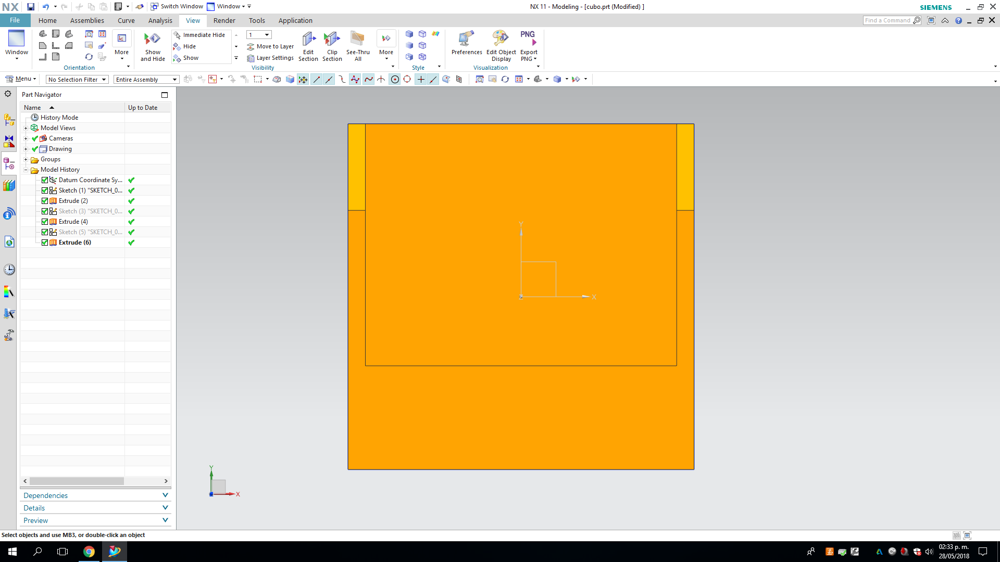 NX
Switch Window
Window
NX 11 - Modeling - [cubo.prt (Modified) ]
SIEMENS
File
Home
Assemblies
Curve
Analysis
View
Render
Tools
Application
Find a Command
Window
More
Orientation
Show and Hide
Immediate Hide
Hide
Show
1
Move to Layer
Layer Settings
Edit Section
Clip Section
See-Thru All
More
Visibility
Style
Preferences
Edit Object Display
PNG
Export PNG
Visualization
Menu
No Selection Filter
Entire Assembly
Part Navigator
Name
Up to Date
History Mode
Model Views
Cameras
Drawing
Groups
Model History
Datum Coordinate Sy...
Sketch (1) "SKETCH_0...
Extrude (2)
Sketch (3) "SKETCH_0...
Extrude (4)
Sketch (5) "SKETCH_0...
Extrude (6)
Y
X
Z
Y
X
Dependencies
Details
Preview
Select objects and use MB3, or double-click an object
02:33 p. m.
28/05/2018